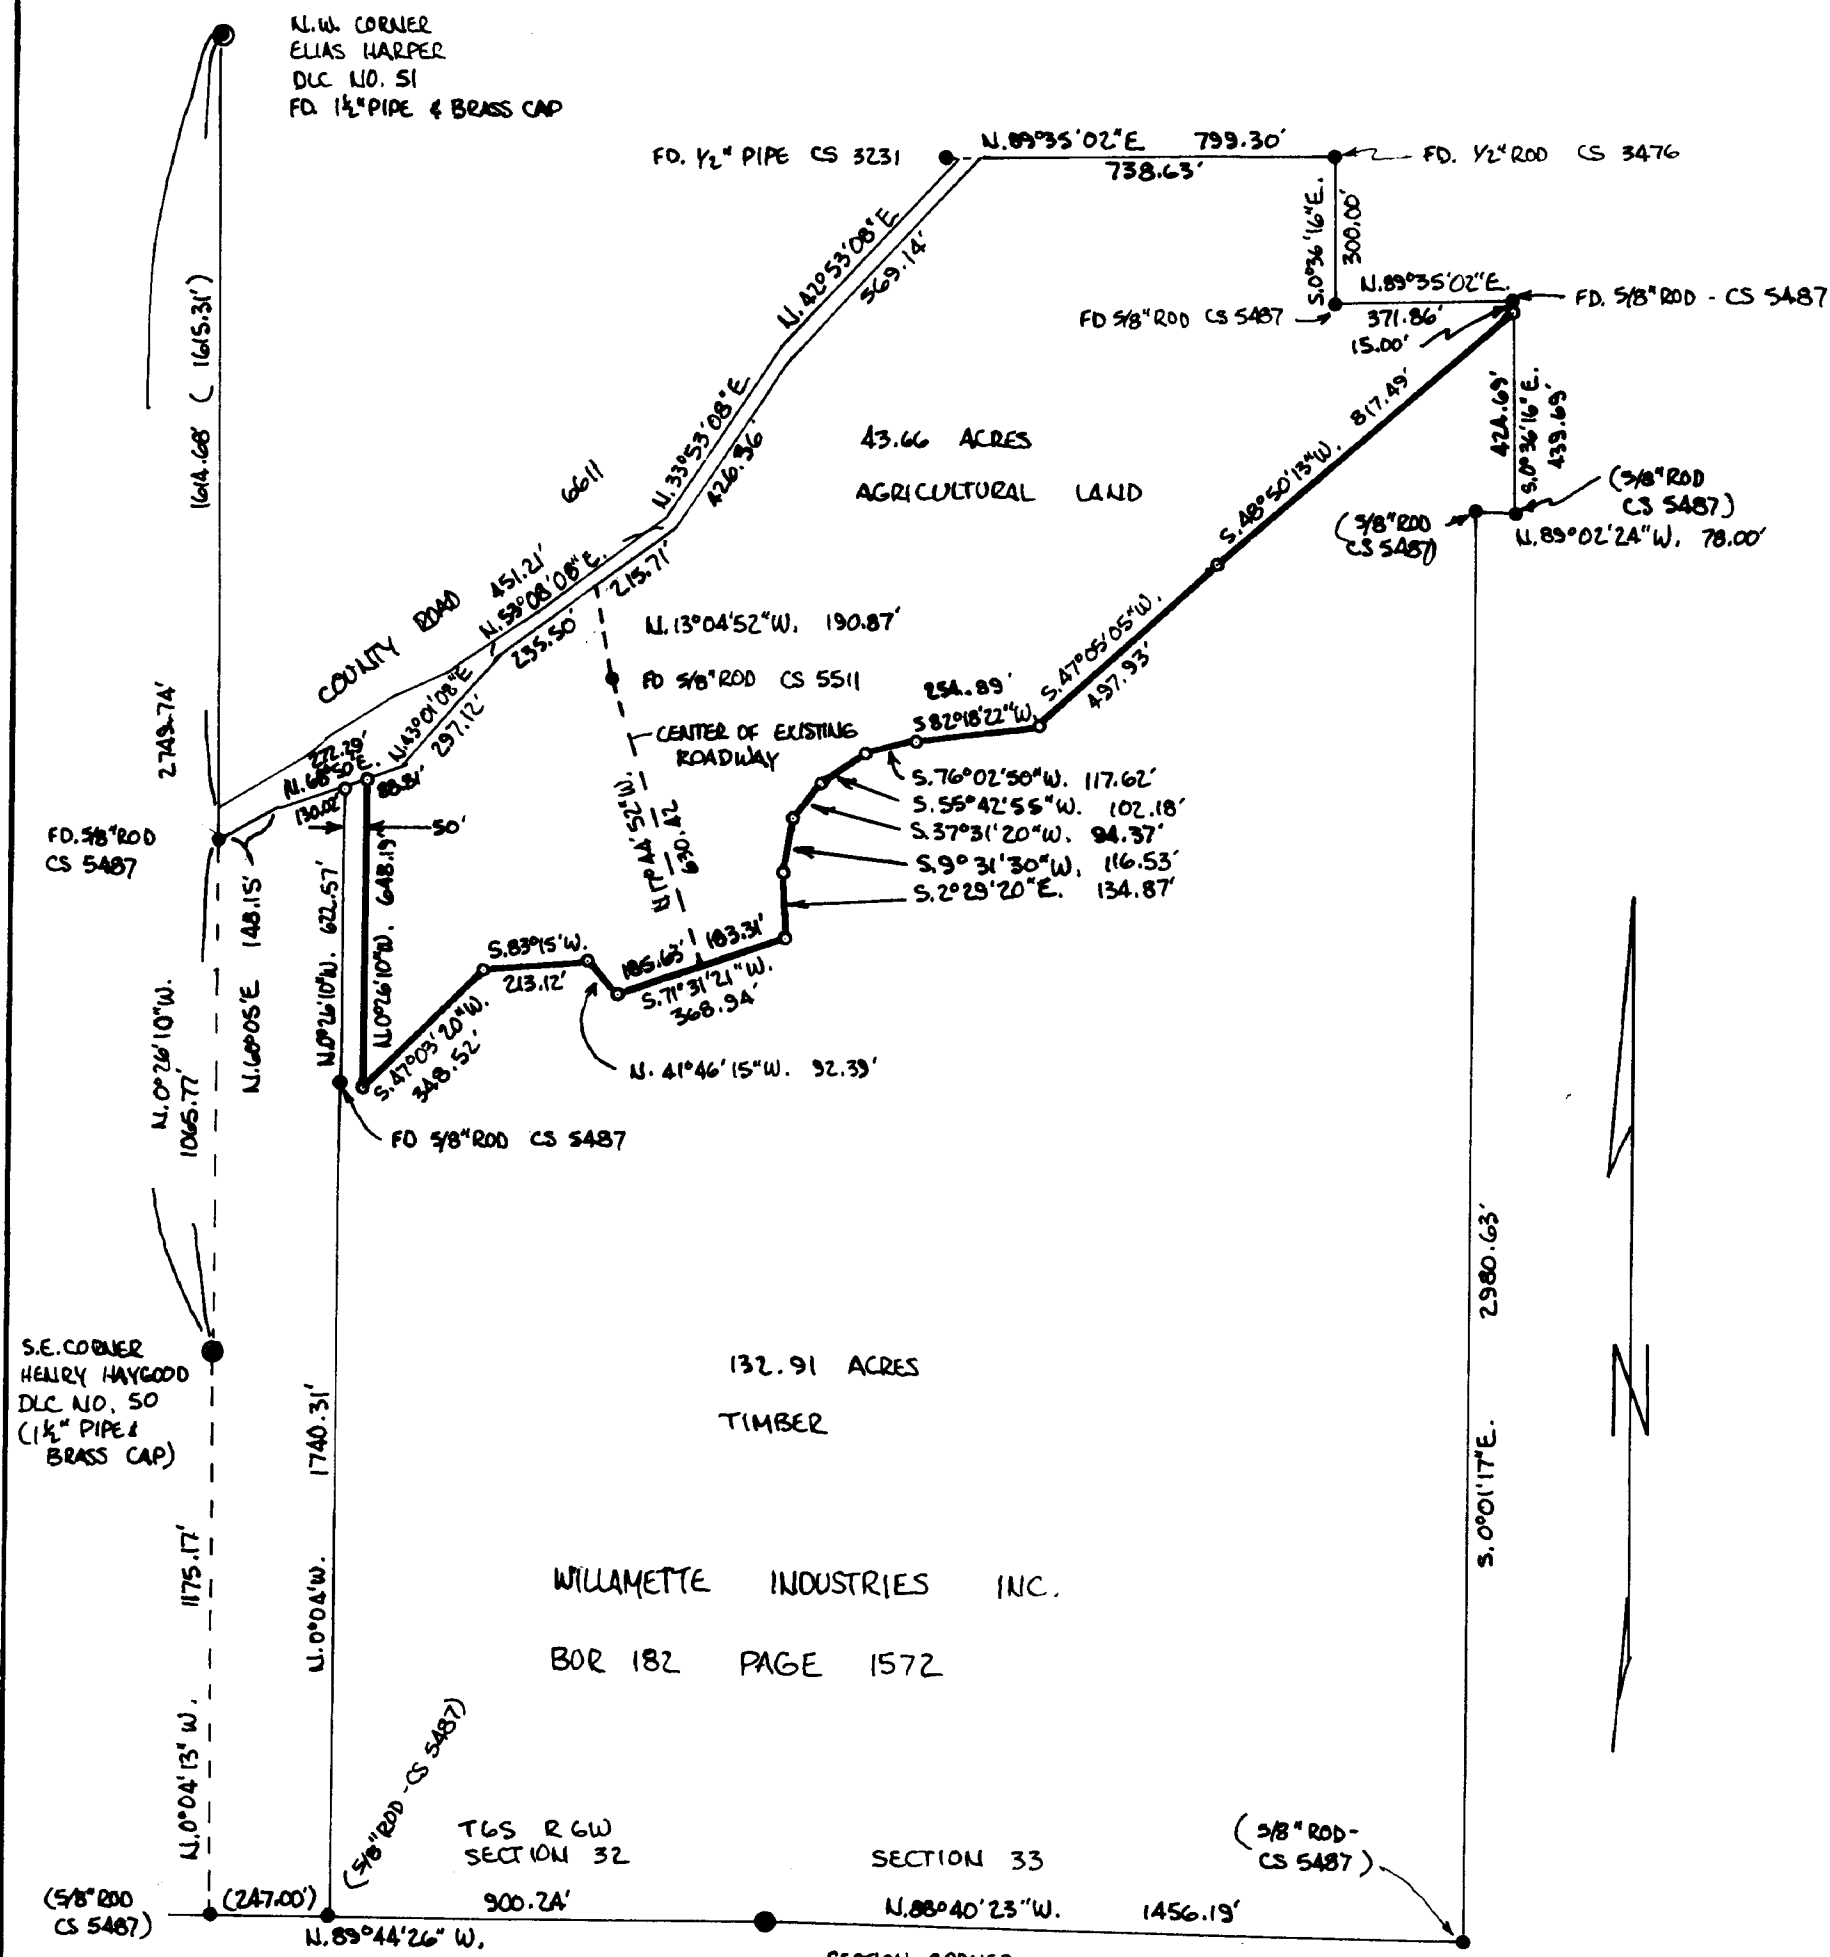 N.W. CORNER
ELIAS HARPER
DLC NO. 51
FD. 1½" PIPE & BRASS CAP
FD. 1/2" PIPE CS 3231
N.89°35'02"E 799.30'
738.63'
FD. 1/2" ROD CS 3476
S.0°36'16"E.
300.00'
N.89°35'02"E.
371.86'
15.00'
FD 5/8" ROD CS 5487
FD. 5/8" ROD - CS 5487
N.42°53'08"E
569.14'
1614.68' ( 1615.31')
N.33°53'08"E.
426.36'
43.66 ACRES
AGRICULTURAL LAND
S.48°50'13"W. 817.49'
424.69'
S.0°36'16"E.
439.69'
(5/8" ROD
CS 5487)
(5/8" ROD
CS 5487)
N.89°02'24"W. 78.00'
6611
COUNTY ROAD
451.21'
N.53°08'08"E.
215.71'
235.50'
N.13°04'52"W. 190.87'
FD 5/8" ROD CS 5511
CENTER OF EXISTING
ROADWAY
N.17°44'52"W.
630.42
254.89'
S82°18'22"W.
S.47°05'05"W.
497.93'
2749.74'
272.29'
N.68°50'E.
130.02'
88.81'
N.43°01'08"E
297.12'
50'
FD. 5/8" ROD
CS 5487
S.76°02'50"W. 117.62'
S.55°42'55"W. 102.18'
S.37°31'20"W. 94.37'
S.9°31'30"W. 116.53'
S.2°29'20"E. 134.87'
N.60°05'E 148.15'
N.0°26'10"W. 622.57'
N.0°26'10"W. 648.19'
S.83°15'W.
213.12'
185.63' 183.31'
S.71°31'21"W.
368.94'
S.47°03'20"W.
348.52'
N. 41°46'15"W. 92.39'
FD 5/8" ROD CS 5487
N.0°26'10"W.
1065.77'
S.E. CORNER
HENRY HAYGOOD
DLC NO. 50
(1½" PIPE &
BRASS CAP)
132.91 ACRES
TIMBER
N.0°04'W. 1740.31'
S.0°01'17"E. 2980.63'
N
N.0°04'13"W. 1175.17'
WILLAMETTE INDUSTRIES INC.
BOR 182 PAGE 1572
(5/8" ROD - CS 5487)
T6S R6W
SECTION 32
SECTION 33
(5/8" ROD-
CS 5487)
(5/8" ROD
CS 5487)
(247.00')
900.24'
N.89°44'26" W.
N.88°40'23"W. 1456.19'
SECTION CORNER